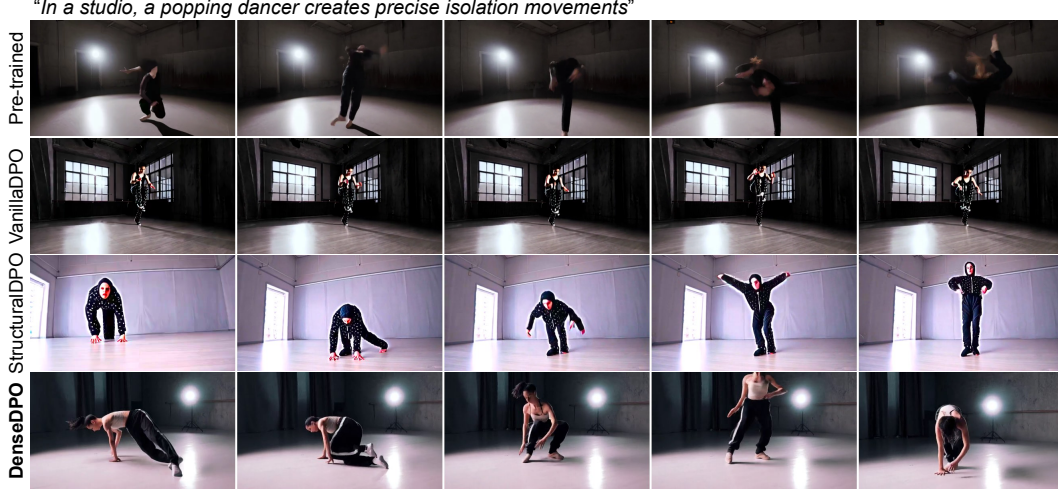 “In a studio, a popping dancer creates precise isolation movements”
Pre-trained
VanillaDPO
StructuralDPO
DenseDPO